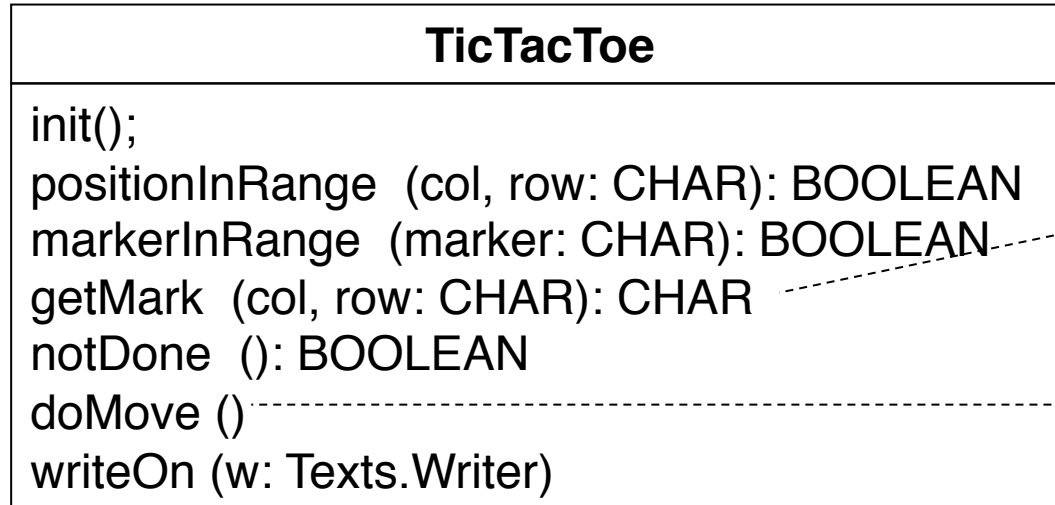 TicTacToe
init();
positionInRange (col, row: CHAR): BOOLEAN
markerInRange (marker: CHAR): BOOLEAN
getMark (col, row: CHAR): CHAR
notDone (): BOOLEAN
doMove ()
writeOn (w: Texts.Writer)